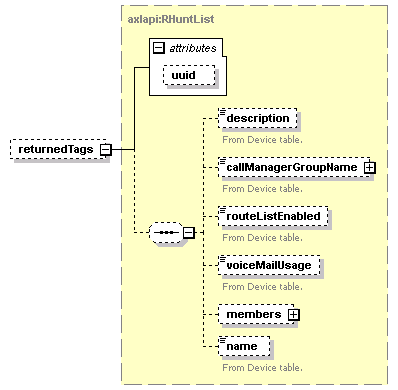 axlapi:RHuntList
attributes
uuid
returnedTags
description
From Device table.
callManagerGroupName
From Device table.
routeListEnabled
From Device table.
voiceMailUsage
From Device table.
members
name
From Device table.